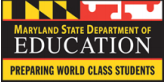 MARYLAND STATE DEPARTMENT OF
EDUCATION
PREPARING WORLD CLASS STUDENTS